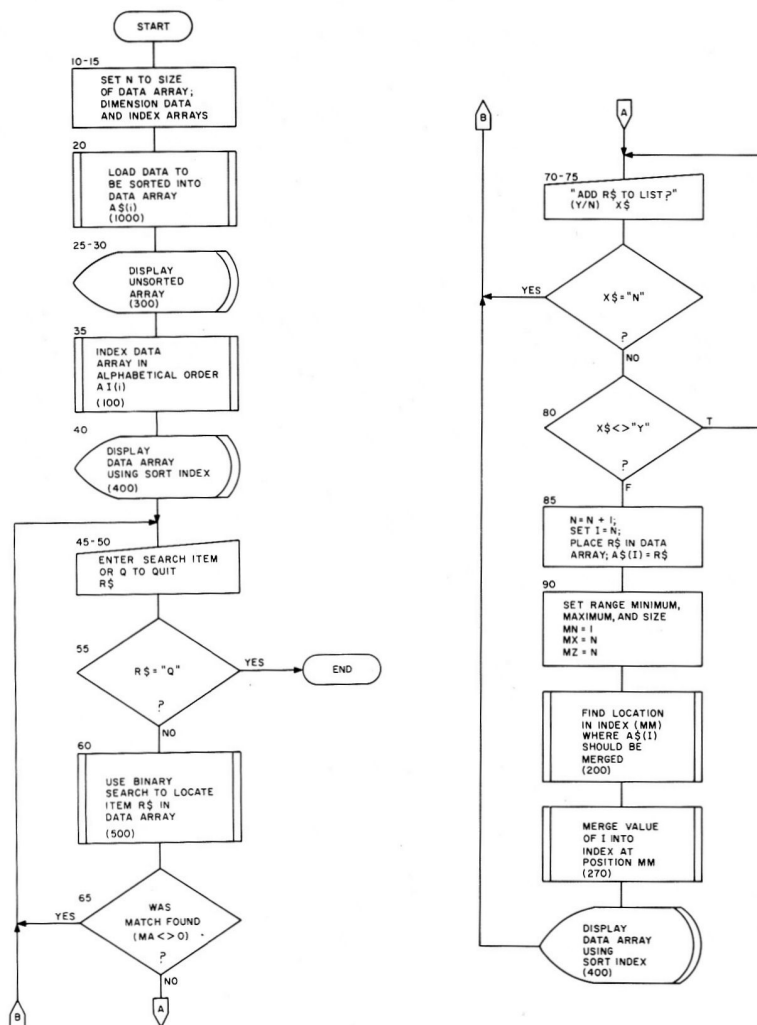 START
10-15
SET N TO SIZE
OF DATA ARRAY;
DIMENSION DATA
AND INDEX ARRAYS
20
LOAD DATA TO
BE SORTED INTO
DATA ARRAY
A$(i)
(1000)
25-30
DISPLAY
UNSORTED
ARRAY
(300)
35
INDEX DATA
ARRAY IN
ALPHABETICAL ORDER
AI(i)
(100)
40
DISPLAY
DATA ARRAY
USING SORT INDEX
(400)
45-50
ENTER SEARCH ITEM
OR Q TO QUIT
R$
55
R$="Q"
?
YES
END
NO
60
USE BINARY
SEARCH TO LOCATE
ITEM R$ IN
DATA ARRAY
(500)
65
WAS
MATCH FOUND
(MA<>0)
?
YES
NO
B
A
B
A
70-75
"ADD R$ TO LIST?"
(Y/N) X$
YES
X$="N"
?
NO
80
X$<>"Y"
?
T
F
85
N=N+1;
SET I=N;
PLACE R$ IN DATA
ARRAY; A$(I)=R$
90
SET RANGE MINIMUM,
MAXIMUM, AND SIZE
MN=1
MX=N
MZ=N
FIND LOCATION
IN INDEX (MM)
WHERE A$(I)
SHOULD BE
MERGED
(200)
MERGE VALUE
OF I INTO
INDEX AT
POSITION MM
(270)
DISPLAY
DATA ARRAY
USING
SORT INDEX
(400)